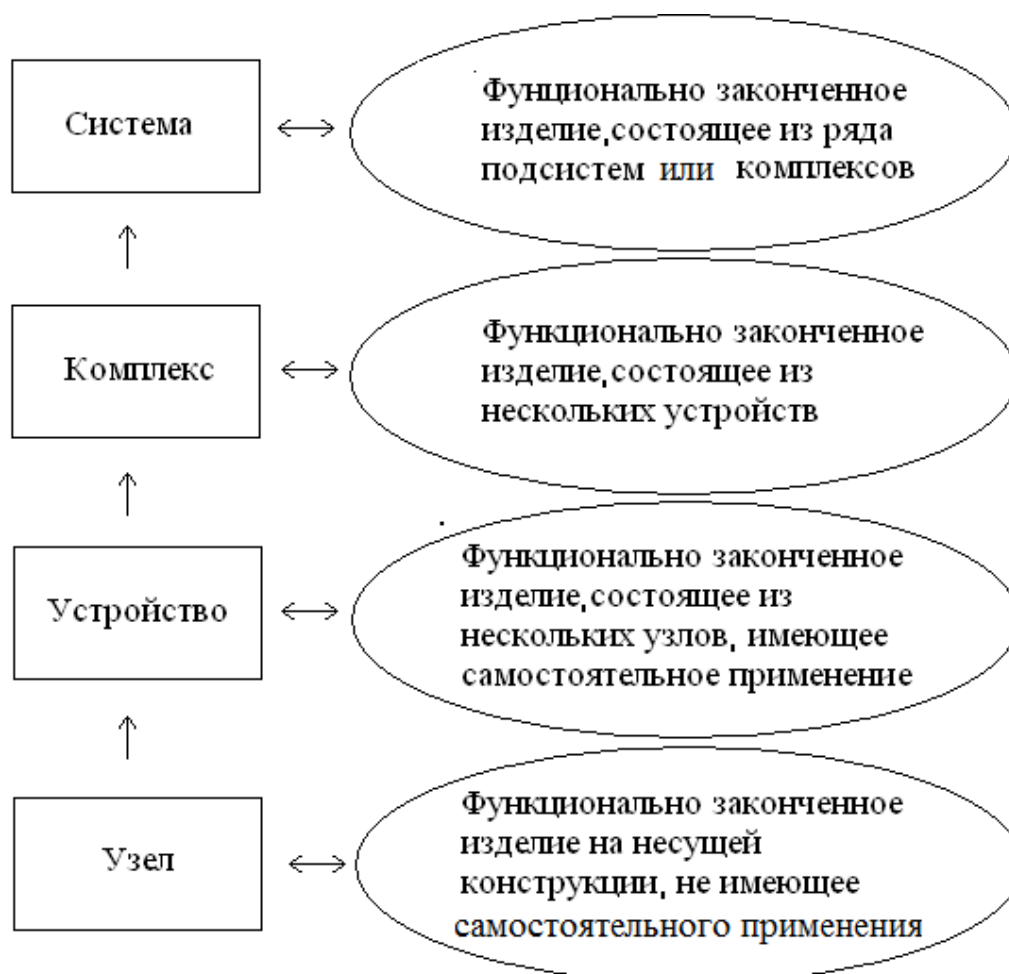 Система
Фунционально законченное
изделие,состоящее из ряда
подсистем или комплексов
Комплекс
Функционально законченное
изделие,состоящее из
нескольких устройств
Устройство
Функционально законченное
изделие,состоящее из
нескольких узлов, имеющее
самостоятельное применение
Узел
Функционально законченное
изделие на несущей
конструкции, не имеющее
самостоятельного применения